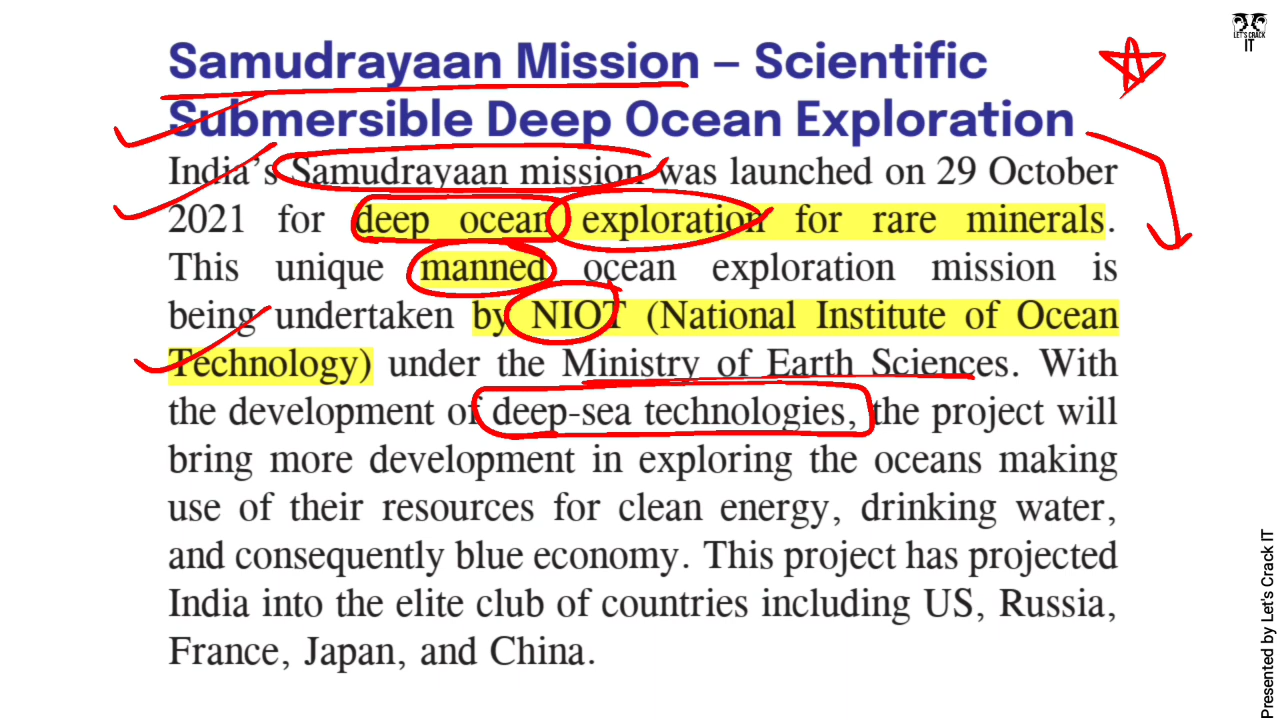 LET'S CRACK
IT
Samudrayaan Mission – Scientific
Submersible Deep Ocean Exploration
India’s Samudrayaan mission was launched on 29 October
2021 for deep ocean exploration for rare minerals.
This unique manned ocean exploration mission is
being undertaken by NIOT (National Institute of Ocean
Technology) under the Ministry of Earth Sciences. With
the development of deep-sea technologies, the project will
bring more development in exploring the oceans making
use of their resources for clean energy, drinking water,
and consequently blue economy. This project has projected
India into the elite club of countries including US, Russia,
France, Japan, and China.
Presented by Let's Crack IT